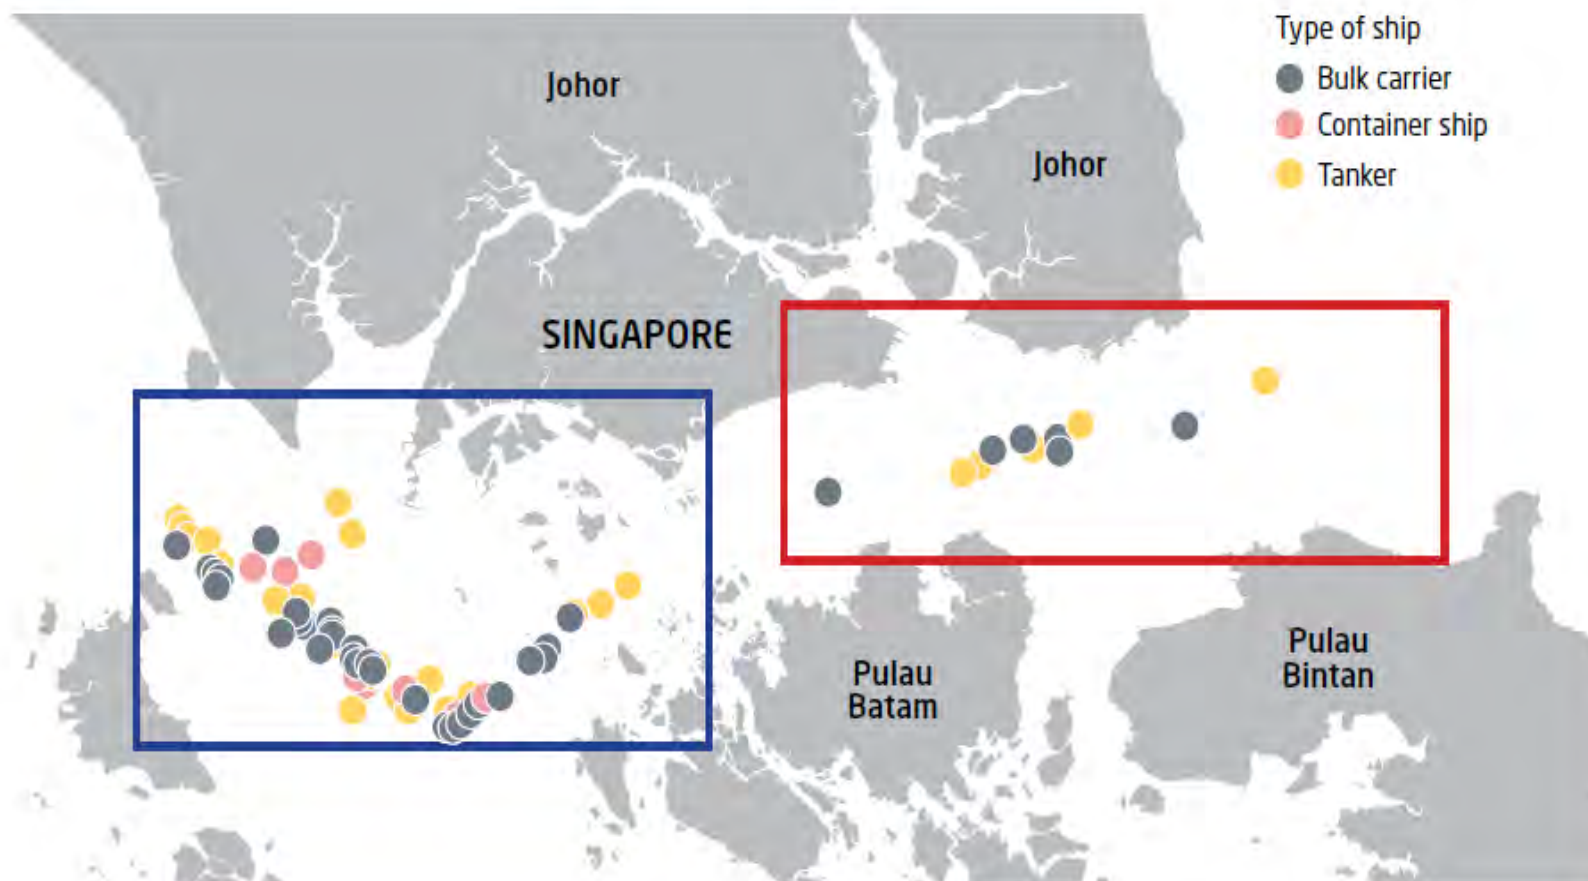 Type of ship
Bulk carrier
Container ship
Tanker
Johor
Johor
SINGAPORE
Pulau
Batam
Pulau
Bintan